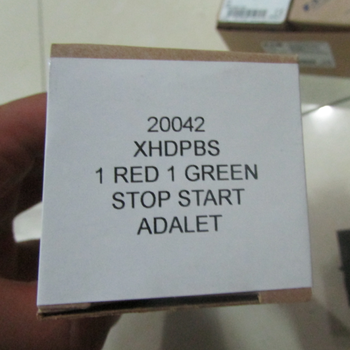 20042
XHDPBS
1 RED 1 GREEN
STOP START
ADALET